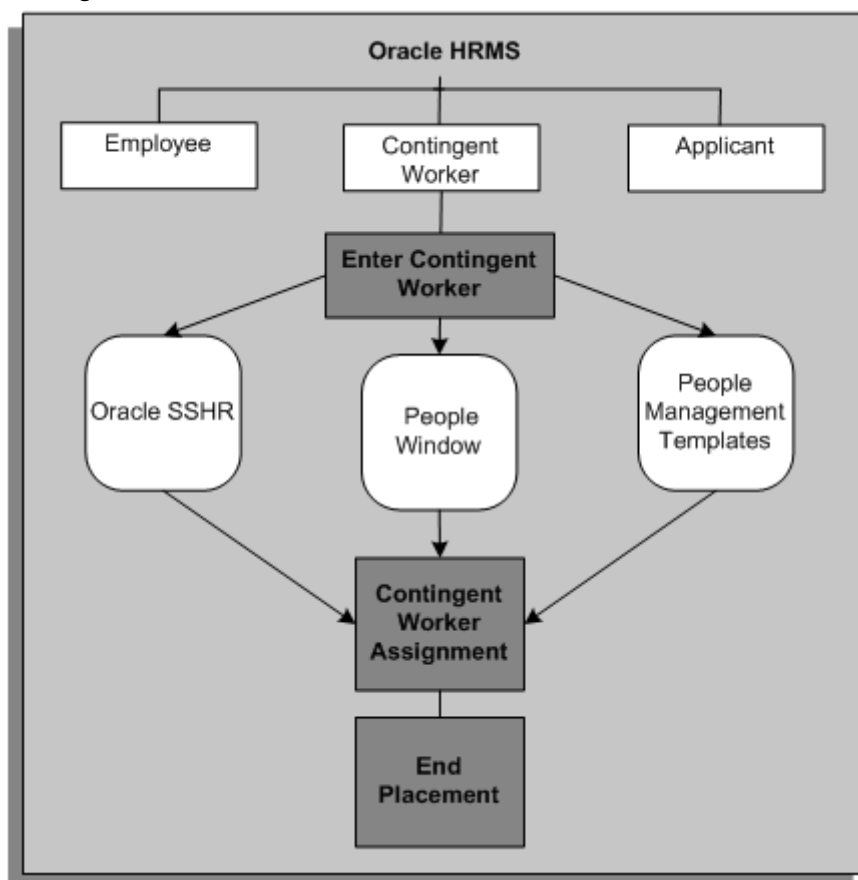 Oracle HRMS
Employee
Contingent
Worker
Applicant
Enter Contingent
Worker
Oracle SSHR
People
Window
People
Management
Templates
Contingent
Worker
Assignment
End
Placement